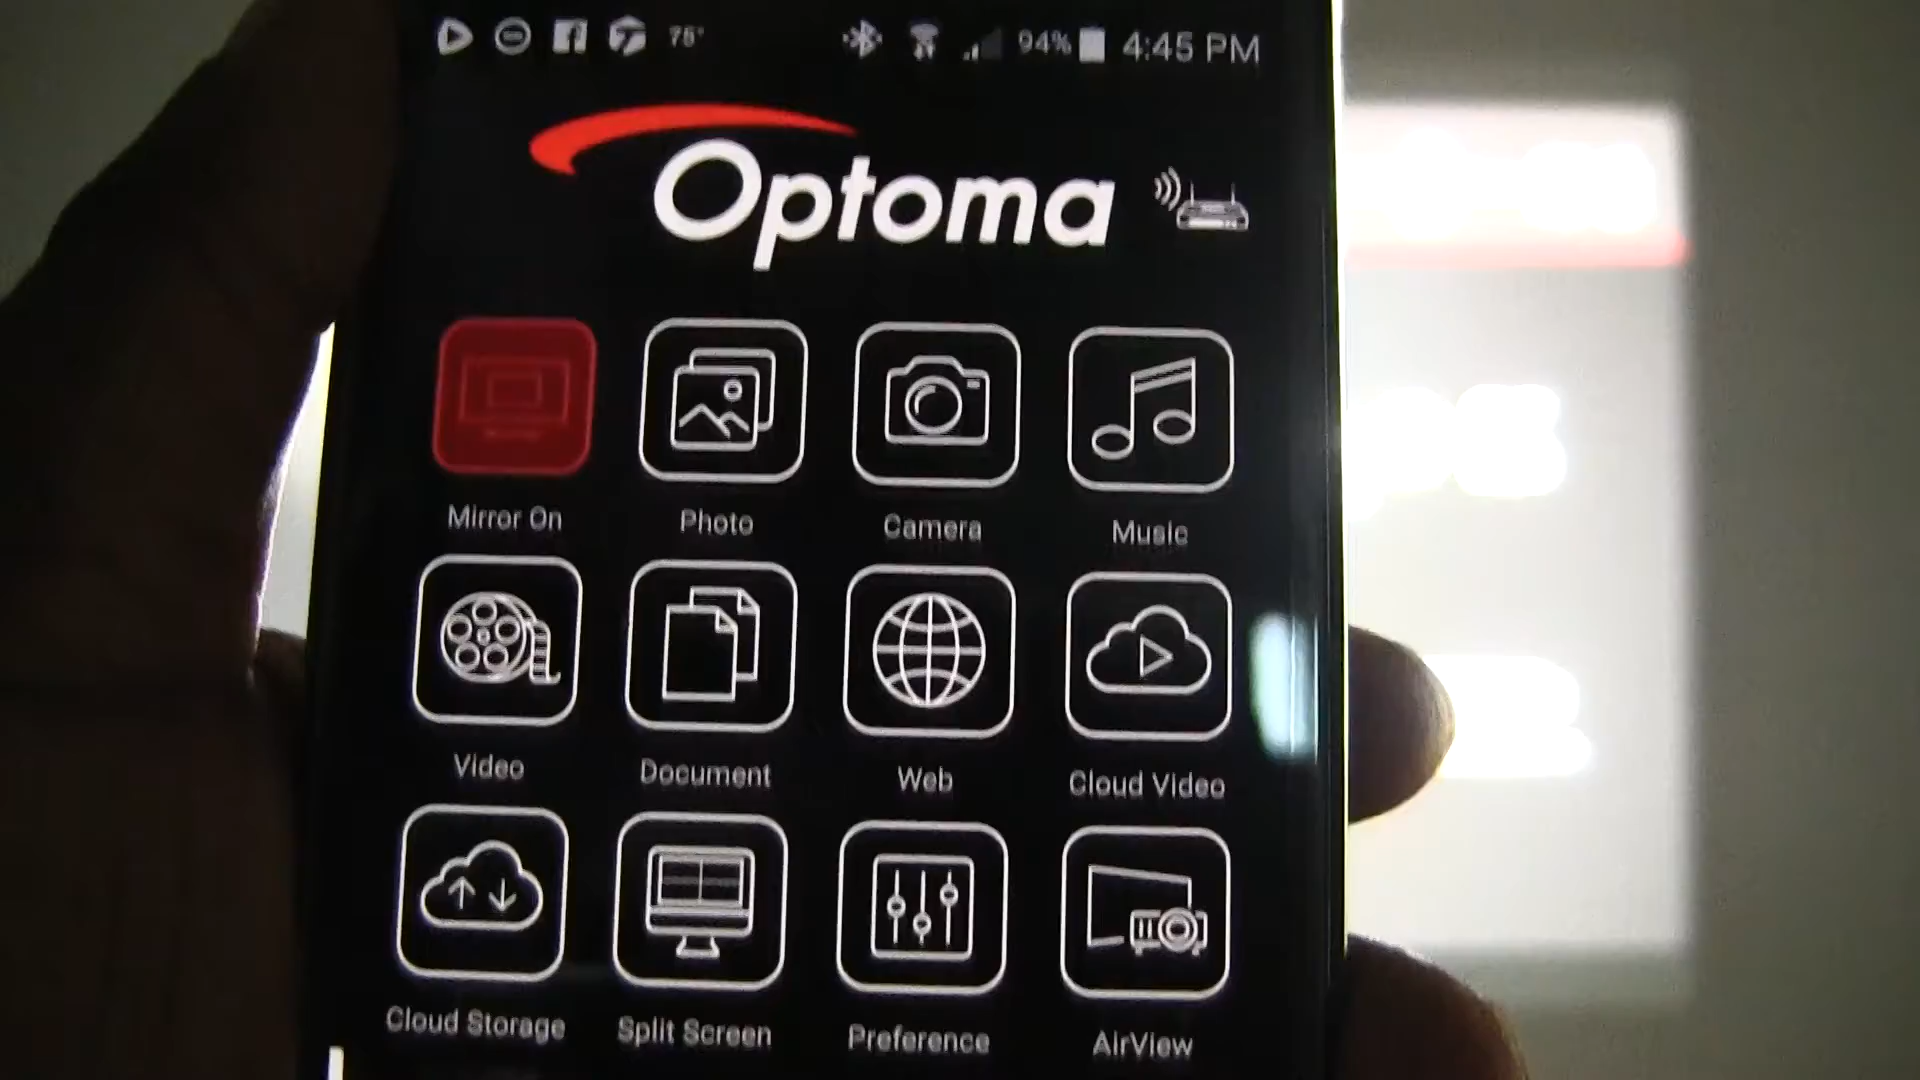 75° 94% 4:45 PM
Optoma
Mirror On Photo Camera Music
Video Document Web Cloud Video
Cloud Storage Split Screen Preference AirView